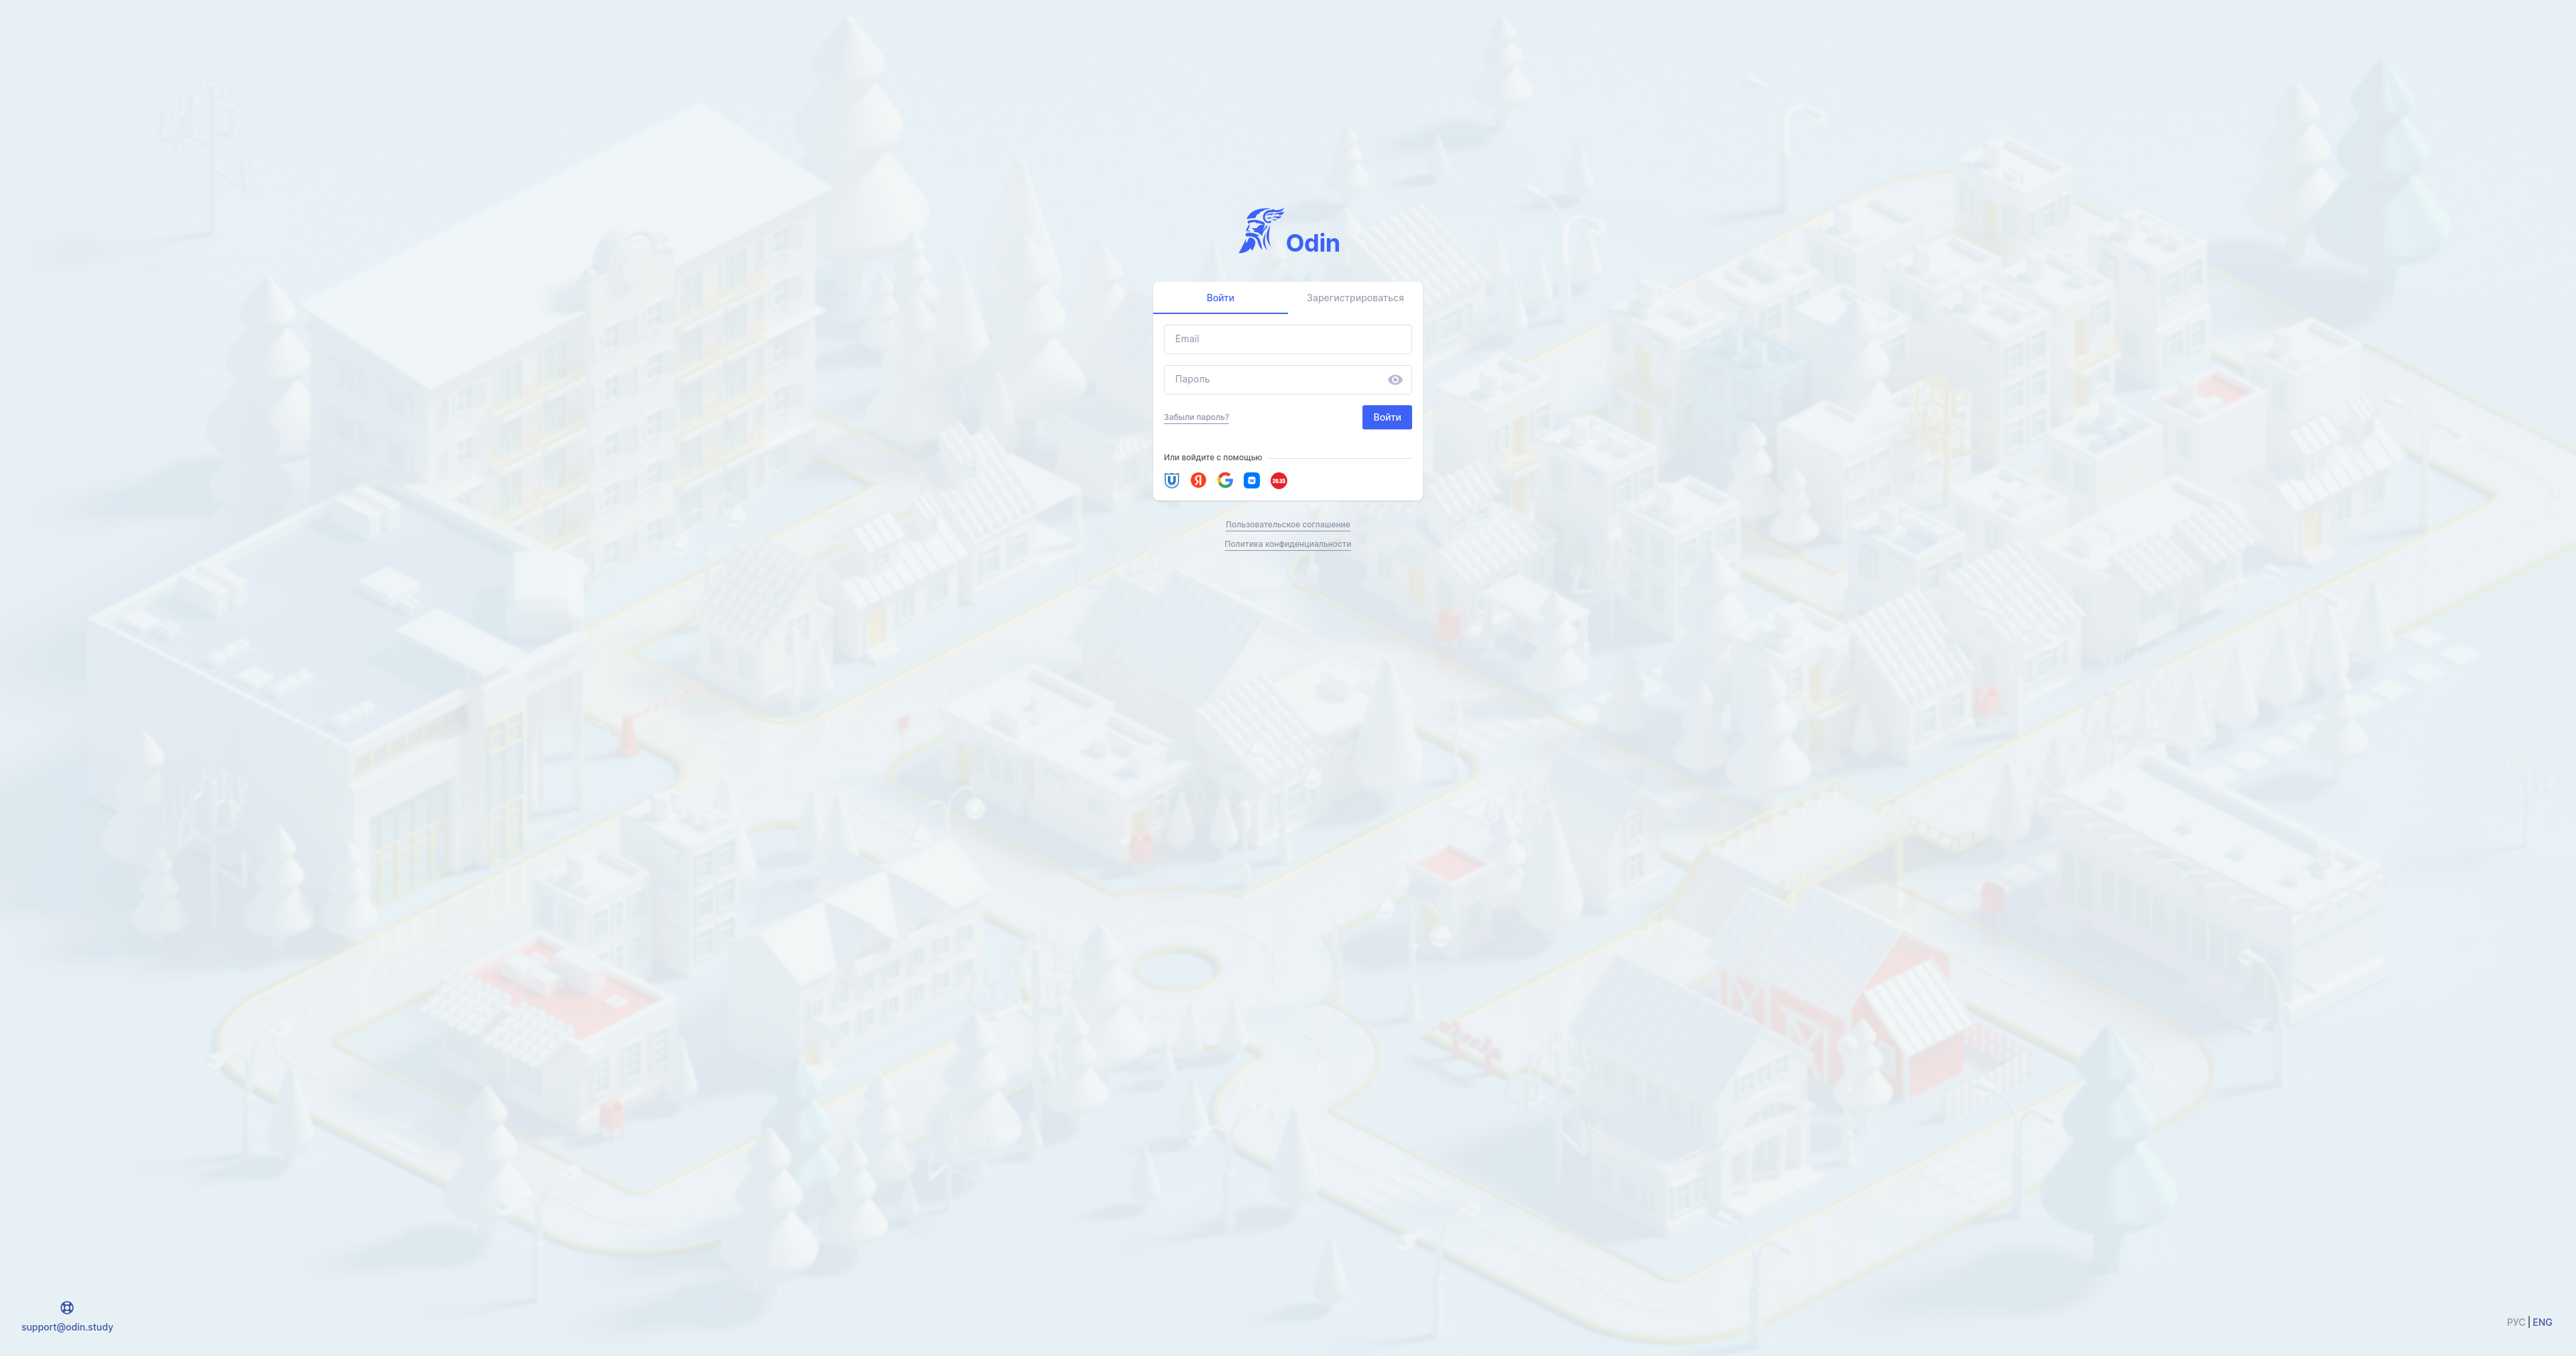 Odin
Войти
Зарегистрироваться
Email
Пароль
Забыли пароль?
Войти
Или войте с помощью
Пользовательское соглашение
Политика конфиденциальности
support@odin.study
РУС | ENG